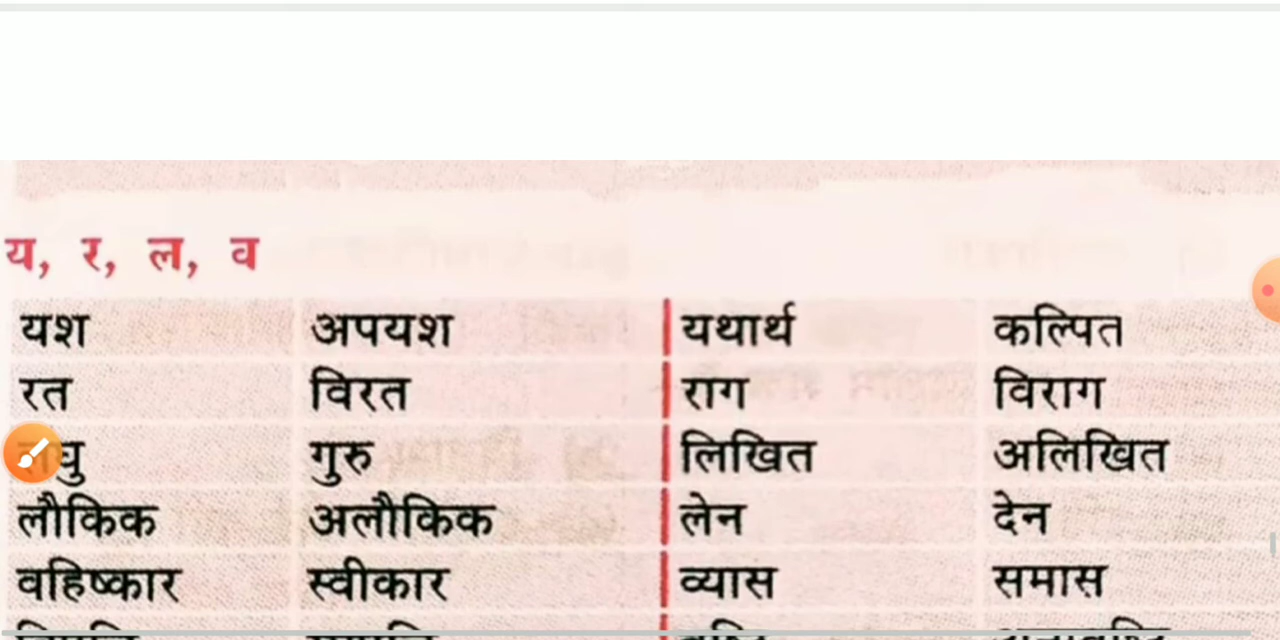 य, र, ल, व
यश अपयश यथार्थ कल्पित
रत विरत राग विराग
गुरु लिखित अलिखित
लौकिक अलौकिक लेन देन
वहिष्कार स्वीकार व्यास समास